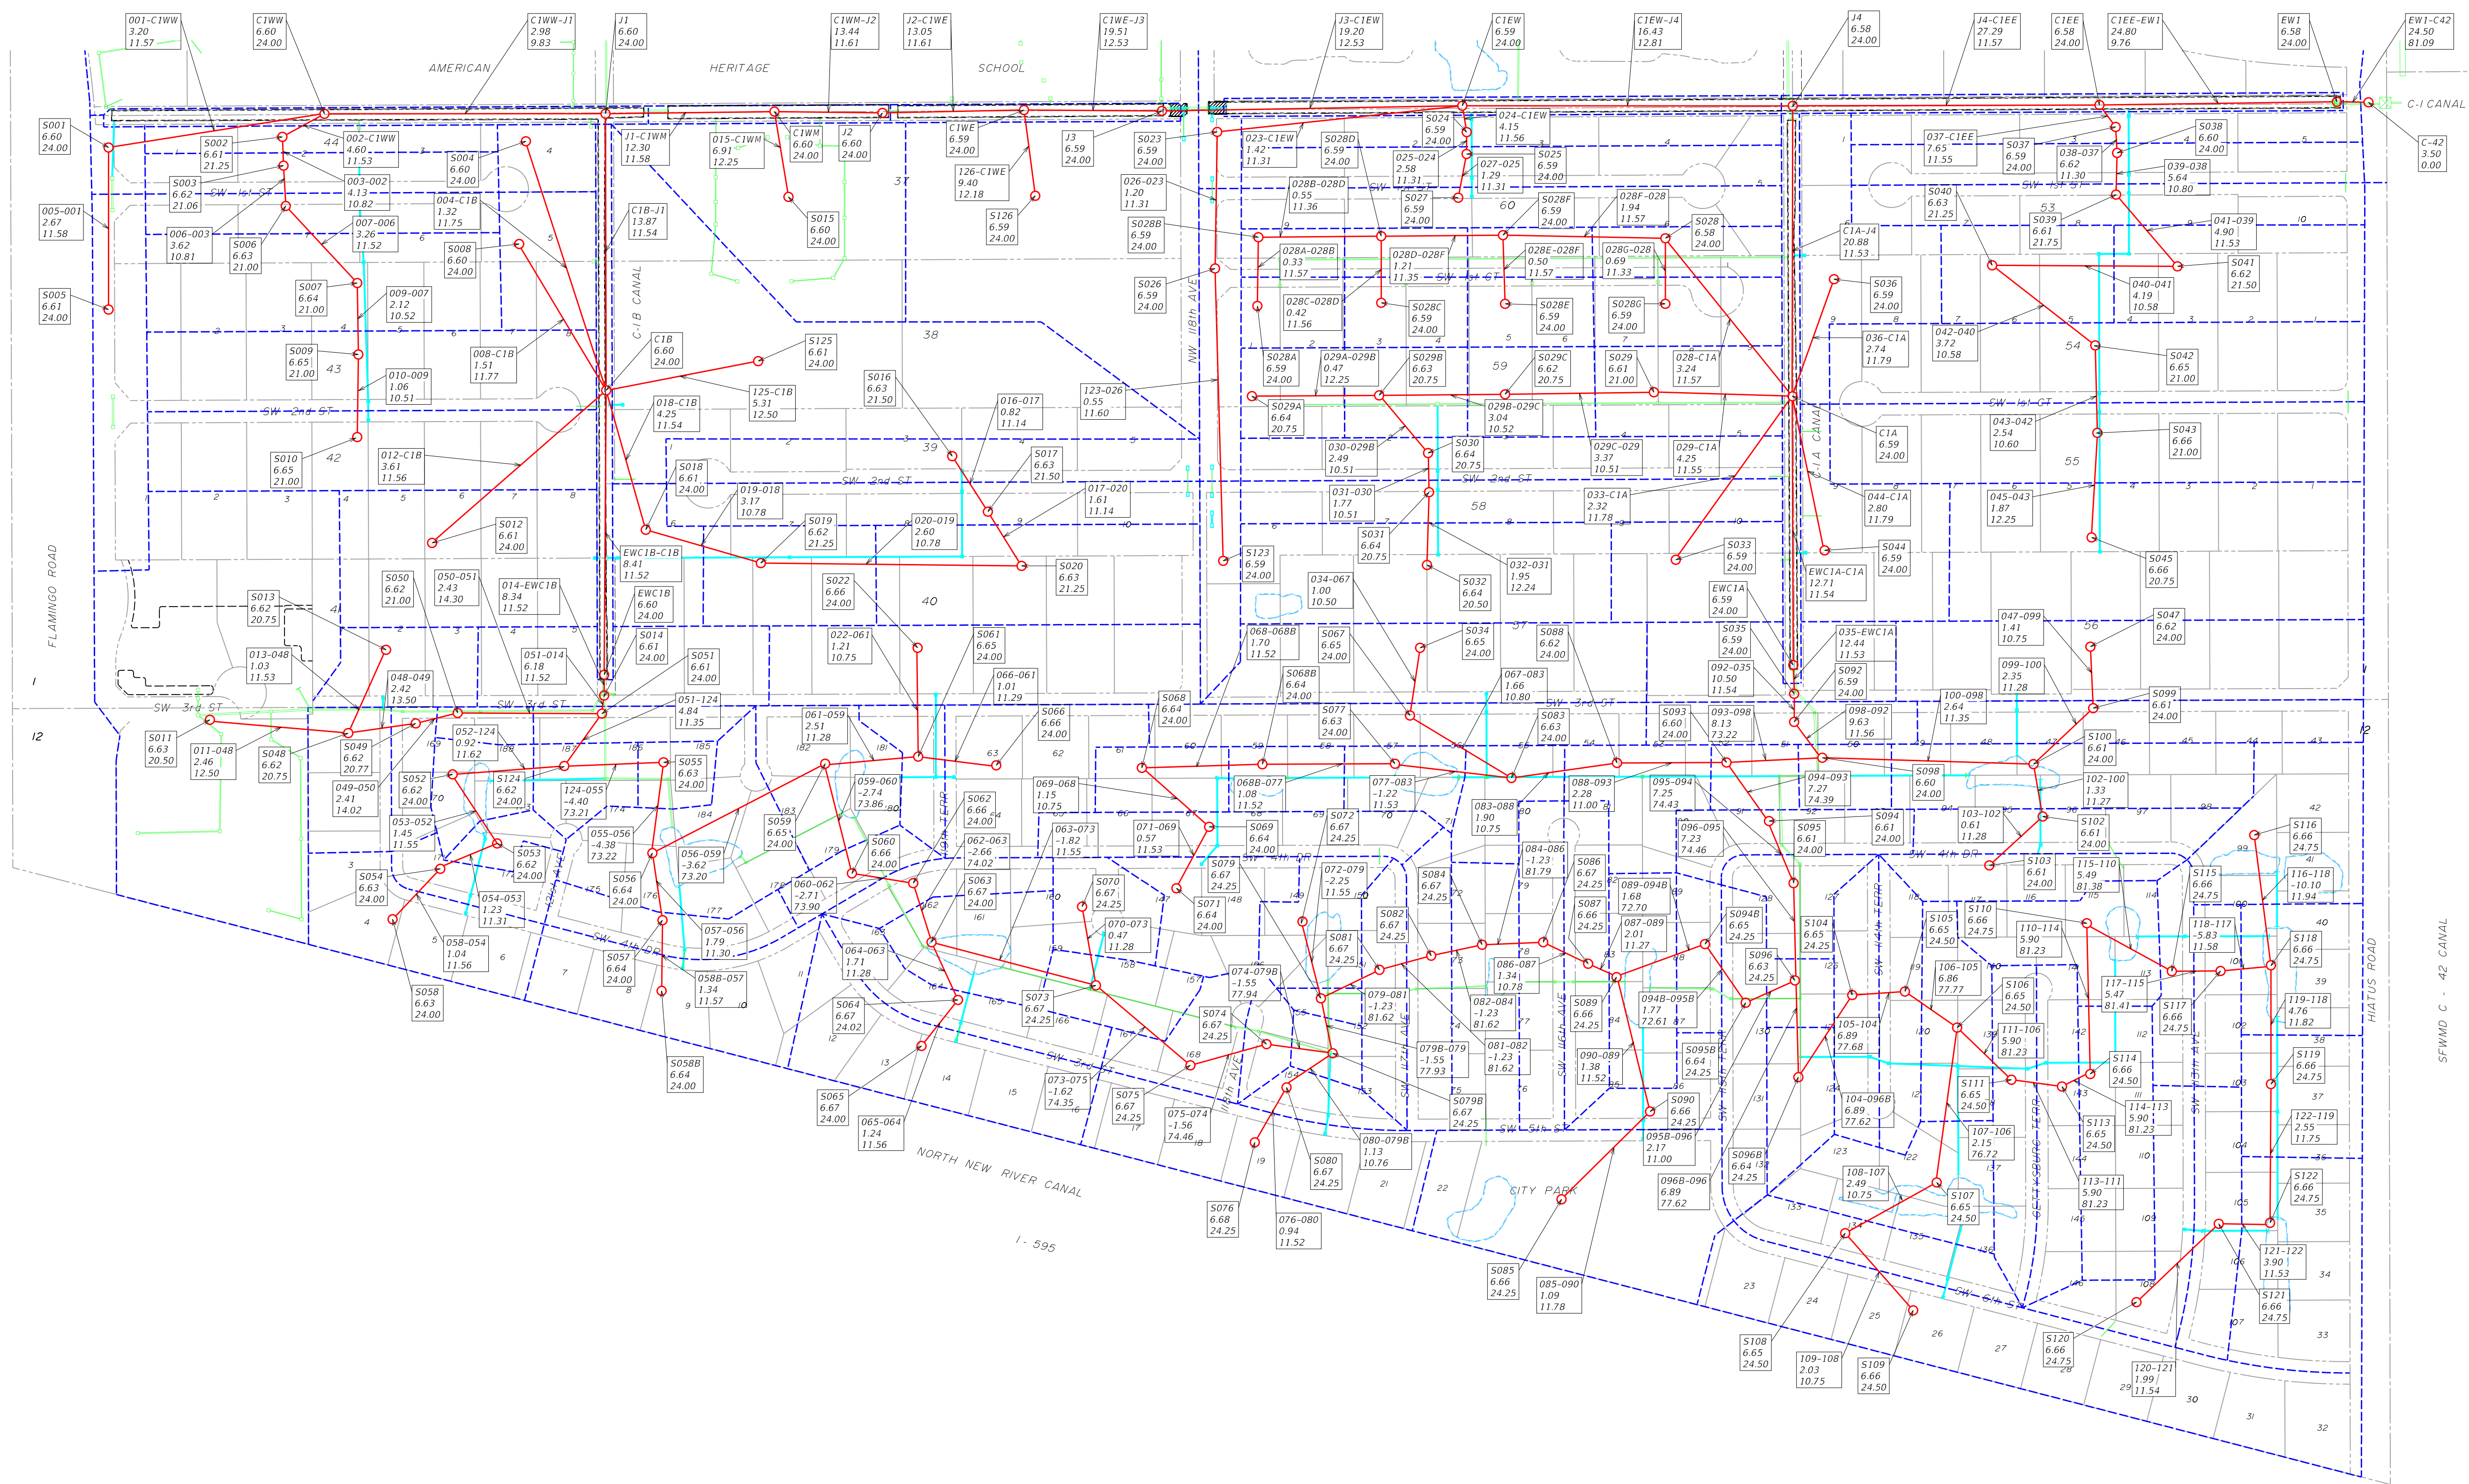 001-C1WW
3.20
11.57
C1WW
6.60
24.00
C1WW-J1
2.98
9.83
J1
6.60
24.00
C1WM-J2
13.44
11.61
J2-C1WE
13.05
11.61
C1WE-J3
19.51
12.53
J3-C1EW
19.20
12.53
C1EW
6.59
24.00
C1EW-J4
16.43
12.81
J4
6.58
24.00
J4-C1EE
27.29
11.57
C1EE
6.58
24.00
C1EE-EW1
24.80
9.76
EW1
6.58
24.00
EW1-C42
24.50
81.09
AMERICAN
HERITAGE
SCHOOL
C-1 CANAL
C-42
3.50
0.00
S001
6.60
24.00
S002
6.61
21.25
002-C1WW
4.60
11.53
S003
6.62
21.06
003-002
4.13
10.82
S004
6.60
24.00
004-C1B
1.32
11.75
J1-C1WM
12.30
11.58
015-C1WM
6.91
12.25
C1WM
6.60
24.00
J2
6.60
24.00
C1WE
6.59
24.00
126-C1WE
9.40
12.18
J3
6.59
24.00
S023
6.59
24.00
023-C1EW
1.42
11.31
S028D
6.59
24.00
S024
6.59
24.00
024-C1EW
4.15
11.56
025-024
2.58
11.31
S025
6.59
24.00
027-025
1.29
11.31
037-C1EE
7.65
11.55
S037
6.59
24.00
S038
6.60
24.00
038-037
6.62
11.30
039-038
5.64
10.80
005-001
2.67
11.58
SW 1st ST
006-003
3.62
10.81
S006
6.63
21.00
007-006
3.26
11.52
S008
6.60
24.00
C1B-J1
13.87
11.54
S015
6.60
24.00
S126
6.59
24.00
026-023
1.20
11.31
S028B
6.59
24.00
028B-028D
0.55
11.36
SW 1st ST
S027
6.59
24.00
S028F
6.59
24.00
028F-028
1.94
11.57
S028
6.58
24.00
C1A-J4
20.88
11.53
S040
6.63
21.25
SW 1st ST
S039
6.61
21.75
041-039
4.90
11.53
S005
6.61
24.00
S007
6.64
21.00
009-007
2.12
10.52
C-1B CANAL
S026
6.59
24.00
NW 118th AVE
028A-028B
0.33
11.57
028C-028D
0.42
11.56
028D-028F
1.21
11.35
SW 1st CT
S028C
6.59
24.00
028E-028F
0.50
11.57
S028E
6.59
24.00
028G-028
0.69
11.33
S028G
6.59
24.00
S036
6.59
24.00
S041
6.62
21.50
040-041
4.19
10.58
S009
6.65
21.00
010-009
1.06
10.51
008-C1B
1.51
11.77
C1B
6.60
24.00
S125
6.61
24.00
125-C1B
5.31
12.50
S016
6.63
21.50
016-017
0.82
11.14
123-026
0.55
11.60
S028A
6.59
24.00
029A-029B
0.47
12.25
S029B
6.63
20.75
S029C
6.62
20.75
S029
6.61
21.00
028-C1A
3.24
11.57
036-C1A
2.74
11.79
042-040
3.72
10.58
S042
6.65
21.00
SW 2nd ST
018-C1B
4.25
11.54
S029A
6.64
20.75
029B-029C
3.04
10.52
C-1A CANAL
C1A
6.59
24.00
SW 1st CT
043-042
2.54
10.60
S043
6.66
21.00
S010
6.65
21.00
012-C1B
3.61
11.56
S018
6.61
24.00
019-018
3.17
10.78
SW 2nd ST
S017
6.63
21.50
017-020
1.61
11.14
030-029B
2.49
10.51
S030
6.64
20.75
SW 2nd ST
031-030
1.77
10.51
029C-029
3.37
10.51
029-C1A
4.25
11.55
033-C1A
2.32
11.78
044-C1A
2.80
11.79
045-043
1.87
12.25
S012
6.61
24.00
S019
6.62
21.25
020-019
2.60
10.78
S031
6.64
20.75
S033
6.59
24.00
S044
6.59
24.00
S045
6.66
20.75
FLAMINGO ROAD
S013
6.62
20.75
S050
6.62
21.00
050-051
2.43
14.30
014-EWC1B
8.34
11.52
EWC1B-C1B
8.41
11.52
EWC1B
6.60
24.00
S022
6.66
24.00
S020
6.63
21.25
S123
6.59
24.00
034-067
1.00
10.50
S032
6.64
20.50
032-031
1.95
12.24
EWC1A
6.59
24.00
EWC1A-C1A
12.71
11.54
047-099
1.41
10.75
S047
6.62
24.00
013-048
1.03
11.53
048-049
2.42
13.50
051-014
6.18
11.52
S014
6.61
24.00
S051
6.61
24.00
022-061
1.21
10.75
S061
6.65
24.00
066-061
1.01
11.29
068-068B
1.70
11.52
S067
6.65
24.00
S034
6.65
24.00
S088
6.62
24.00
S035
6.59
24.00
035-EWC1A
12.44
11.53
099-100
2.35
11.28
SW 3rd ST
SW 3rd ST
051-124
4.84
11.35
S068
6.64
24.00
S068B
6.64
24.00
S077
6.63
24.00
067-083
1.66
10.80
SW 3rd ST
092-035
10.50
11.54
S092
6.59
24.00
100-098
2.64
11.35
S099
6.61
24.00
S011
6.63
20.50
011-048
2.46
12.50
S048
6.62
20.75
S049
6.62
20.77
052-124
0.92
11.62
061-059
2.51
11.28
S066
6.66
24.00
S083
6.63
24.00
S093
6.60
24.00
093-098
8.13
73.22
098-092
9.63
11.56
S100
6.61
24.00
049-050
2.41
14.02
S052
6.62
24.00
S124
6.62
24.00
S055
6.63
24.00
124-055
-4.40
73.21
S059
6.65
24.00
059-060
-2.74
73.86
S062
6.66
24.00
069-068
1.15
10.75
068B-077
1.08
11.52
077-083
-1.22
11.53
088-093
2.28
11.00
095-094
7.25
74.43
094-093
7.27
74.39
S098
6.60
24.00
102-100
1.33
11.27
053-052
1.45
11.55
055-056
-4.38
73.22
056-059
-3.62
73.20
S060
6.66
24.00
062-063
-2.66
74.02
063-073
-1.82
11.55
071-069
0.57
11.53
S069
6.64
24.00
SW 4th DR
S072
6.67
24.25
083-088
1.90
10.75
096-095
7.23
74.46
S095
6.61
24.00
S094
6.61
24.00
103-102
0.61
11.28
S102
6.61
24.00
SW 4th DR
S116
6.66
24.75
S054
6.63
24.00
S053
6.62
24.00
054-053
1.23
11.31
S056
6.64
24.00
060-062
-2.71
73.90
S063
6.67
24.00
S070
6.67
24.25
S071
6.64
24.00
S079
6.67
24.25
072-079
-2.25
11.55
S084
6.67
24.25
084-086
-1.23
81.79
S086
6.67
24.25
089-094B
1.68
72.70
S103
6.61
24.00
115-110
5.49
81.38
S115
6.66
24.75
116-118
-10.10
11.94
058-054
1.04
11.56
SW 4th DR
S057
6.64
24.00
057-056
1.79
11.30
058B-057
1.34
11.57
064-063
1.71
11.28
070-073
0.47
11.28
S081
6.67
24.25
S082
6.67
24.25
S087
6.66
24.25
087-089
2.01
11.27
S094B
6.65
24.25
S104
6.65
24.25
S105
6.65
24.50
S110
6.66
24.75
110-114
5.90
81.23
118-117
-5.83
11.58
S118
6.66
24.75
S058
6.63
24.00
S064
6.67
24.02
S073
6.67
24.25
S074
6.67
24.25
074-079B
-1.55
77.94
079-081
-1.23
81.62
082-084
-1.23
81.62
086-087
1.34
10.78
S089
6.66
24.25
094B-095B
1.77
72.61
S096
6.63
24.25
106-105
6.86
77.77
S106
6.65
24.50
117-115
5.47
81.41
S117
6.66
24.75
119-118
4.76
11.82
HIATUS ROAD
SFWMD C - 42 CANAL
S058B
6.64
24.00
S065
6.67
24.00
065-064
1.24
11.56
SW 3rd ST
073-075
-1.62
74.35
S075
6.67
24.25
075-074
-1.56
74.46
118th AVE
079B-079
-1.55
77.93
S079B
6.67
24.25
SW 117th AVE
081-082
-1.23
81.62
SW 116th AVE
090-089
1.38
11.52
S095B
6.64
24.25
SW 115th TERR
105-104
6.89
77.68
SW 114th TERR
104-096B
6.89
77.62
111-106
5.90
81.23
S111
6.65
24.50
S114
6.66
24.50
114-113
5.90
81.23
SW 113th AVE
S119
6.66
24.75
NORTH NEW RIVER CANAL
S080
6.67
24.25
080-079B
1.13
10.76
SW 5th ST
S090
6.66
24.25
095B-096
2.17
11.00
S096B
6.64
24.25
107-106
2.15
76.72
S113
6.65
24.50
122-119
2.55
11.75
S076
6.68
24.25
076-080
0.94
11.52
CITY PARK
096B-096
6.89
77.62
108-107
2.49
10.75
S107
6.65
24.50
113-111
5.90
81.23
GETTYSBURG TERR
S122
6.66
24.75
I - 595
S085
6.66
24.25
085-090
1.09
11.78
SW 6th ST
121-122
3.90
11.53
S121
6.66
24.75
S108
6.65
24.50
109-108
2.03
10.75
S109
6.66
24.50
S120
6.66
24.75
120-121
1.99
11.54